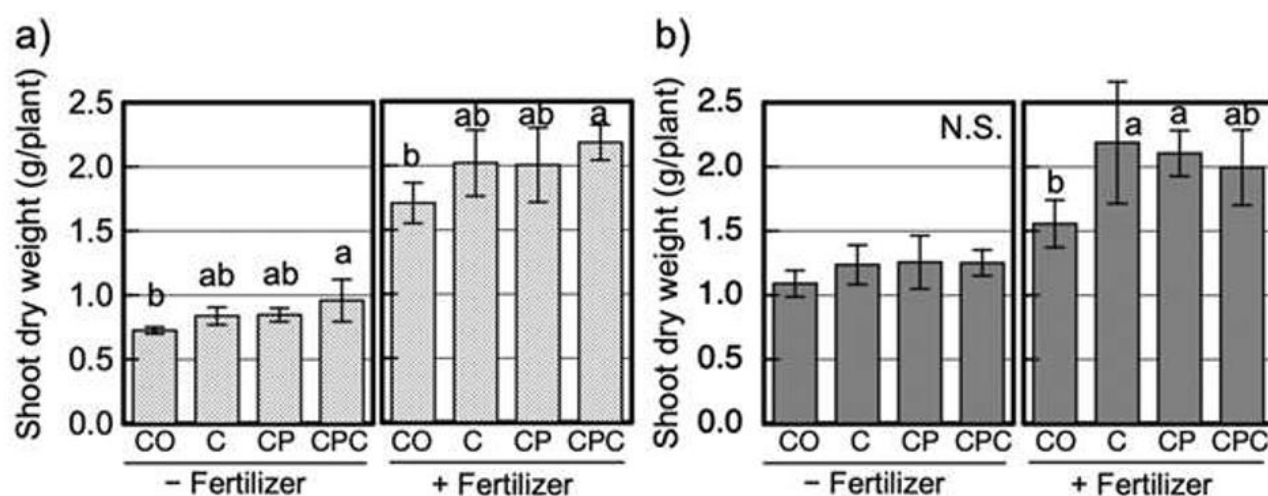 a)
Shoot dry weight (g/plant)
2.5
2.0
1.5
1.0
0.5
0.0
b ab ab a
b ab ab a
CO C CP CPC
CO C CP CPC
− Fertilizer
+ Fertilizer
b)
Shoot dry weight (g/plant)
2.5
2.0
1.5
1.0
0.5
0.0
N.S.
b a a ab
CO C CP CPC
CO C CP CPC
− Fertilizer
+ Fertilizer